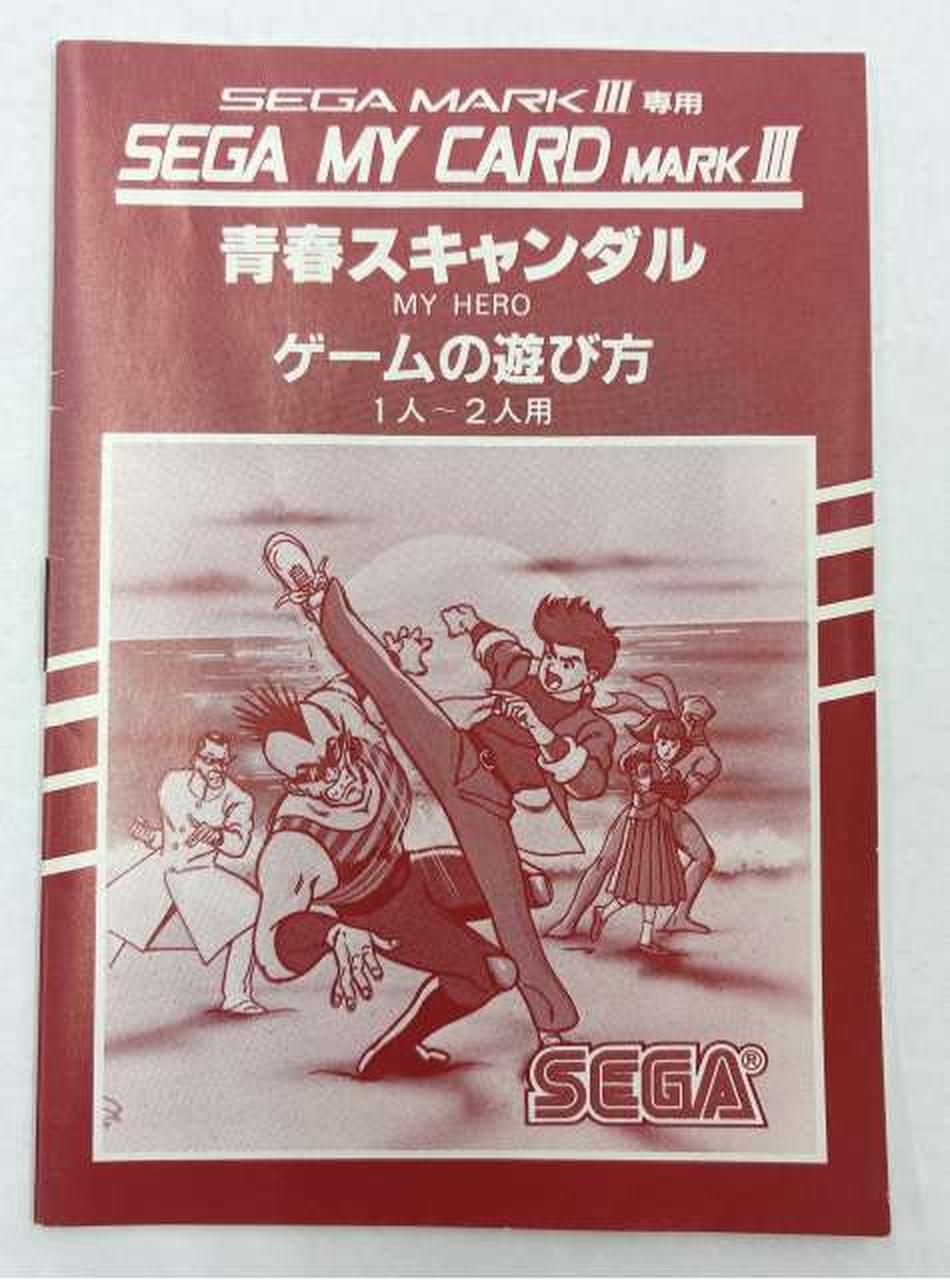 SEGA MARK III 専用
SEGA MY CARD MARK III
青春スキャンダル
MY HERO
ゲームの遊び方
1人~2人用
SEGA®